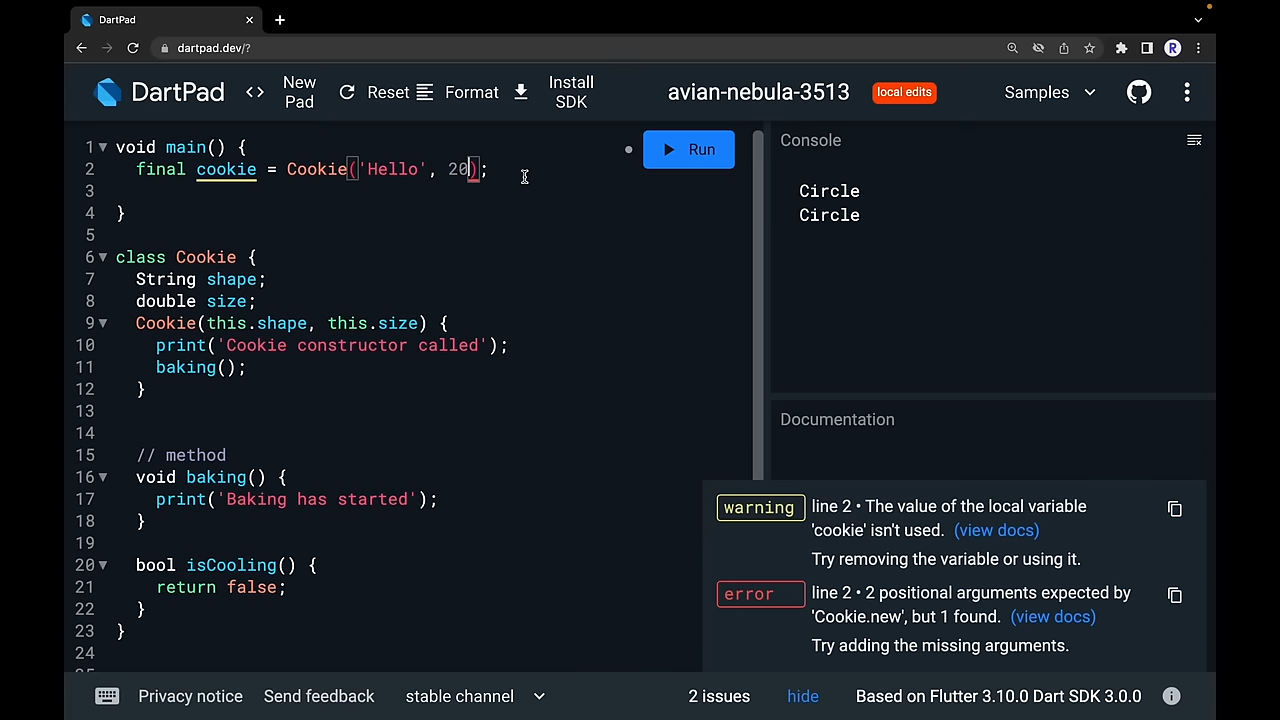 DartPad
dartpad.dev/?
R
DartPad
New Pad
Reset
Format
Install SDK
avian-nebula-3513
local edits
Samples
1 void main() {
2 final cookie = Cookie('Hello', 20);
3
4 }
5
6 class Cookie {
7 String shape;
8 double size;
9 Cookie(this.shape, this.size) {
10 print('Cookie constructor called');
11 baking();
12 }
13
14
15 // method
16 void baking() {
17 print('Baking has started');
18 }
19
20 bool isCooling() {
21 return false;
22 }
23 }
24
Run
Console
Circle
Circle
Documentation
warning line 2 • The value of the local variable
'cookie' isn't used. (view docs)
Try removing the variable or using it.
error line 2 • 2 positional arguments expected by
'Cookie.new', but 1 found. (view docs)
Try adding the missing arguments.
Privacy notice
Send feedback
stable channel
2 issues
hide
Based on Flutter 3.10.0 Dart SDK 3.0.0